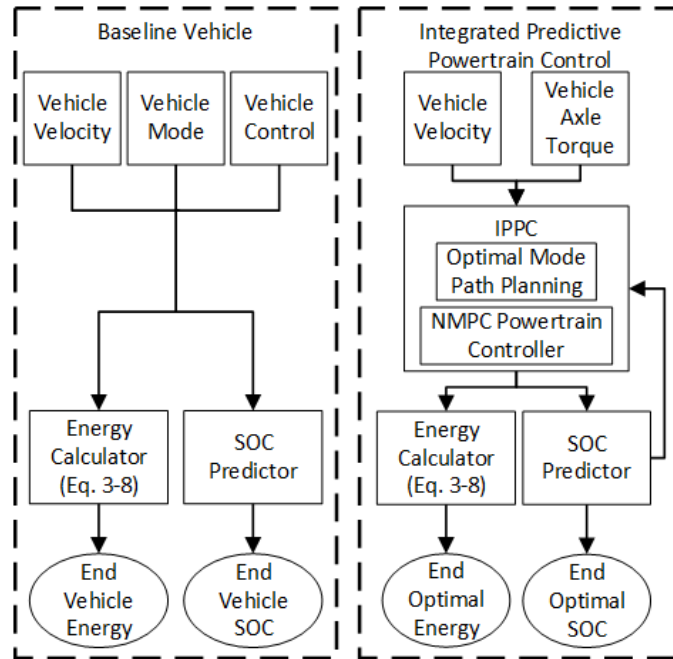 Baseline Vehicle
Vehicle
Velocity
Vehicle
Mode
Vehicle
Control
Energy
Calculator
(Eq. 3-8)
SOC
Predictor
End
Vehicle
Energy
End
Vehicle
SOC
Integrated Predictive
Powertrain Control
Vehicle
Velocity
Vehicle
Axle
Torque
IPPC
Optimal Mode
Path Planning
NMPC Powertrain
Controller
Energy
Calculator
(Eq. 3-8)
SOC
Predictor
End
Optimal
Energy
End
Optimal
SOC